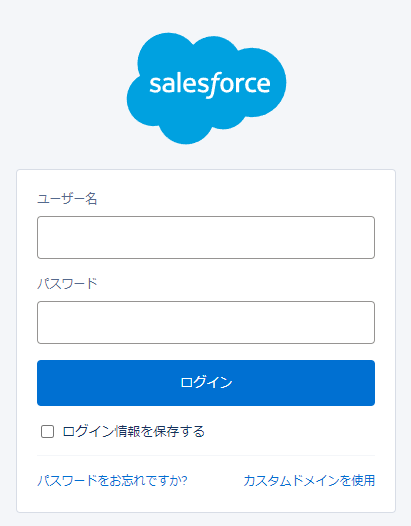 salesforce
ユーザー名
パスワード
ログイン
ログイン情報を保存する
パスワードをお忘れですか?
カスタムドメインを使用